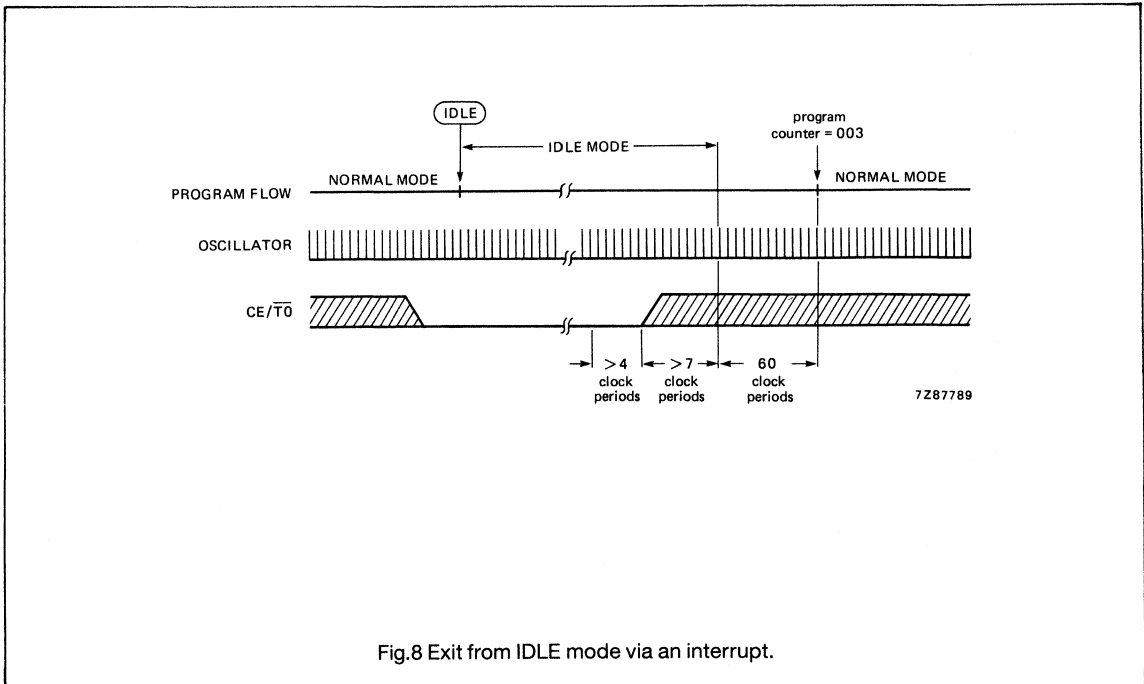 IDLE
program
counter = 003
IDLE MODE
NORMAL MODE
NORMAL MODE
PROGRAM FLOW
OSCILLATOR
CE/T̅0̅
>4
clock
periods
>7
clock
periods
60
clock
periods
7Z87789
Fig.8 Exit from IDLE mode via an interrupt.